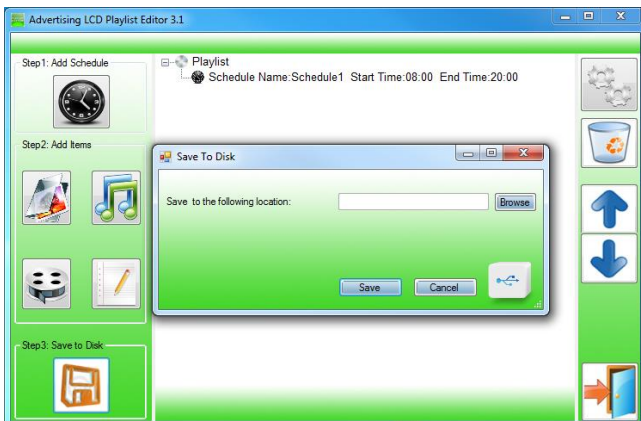 Advertising LCD Playlist Editor 3.1
Step1: Add Schedule
Playlist
Schedule Name:Schedule1 Start Time:08:00 End Time:20:00
Step2: Add Items
Save To Disk
Save to the following location:
Browse
Save
Cancel
Step3: Save to Disk